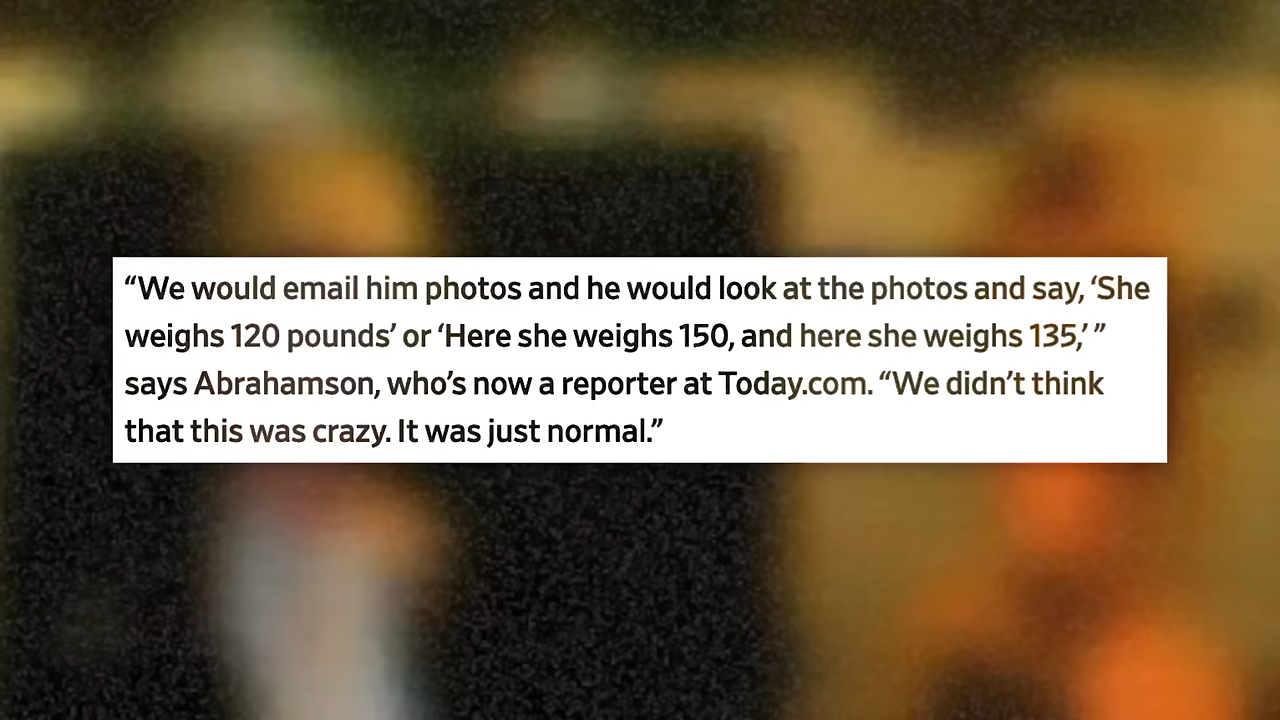 “We would email him photos and he would look at the photos and say, ‘She
weighs 120 pounds’ or ‘Here she weighs 150, and here she weighs 135,’ ”
says Abrahamson, who’s now a reporter at Today.com. “We didn’t think
that this was crazy. It was just normal.”